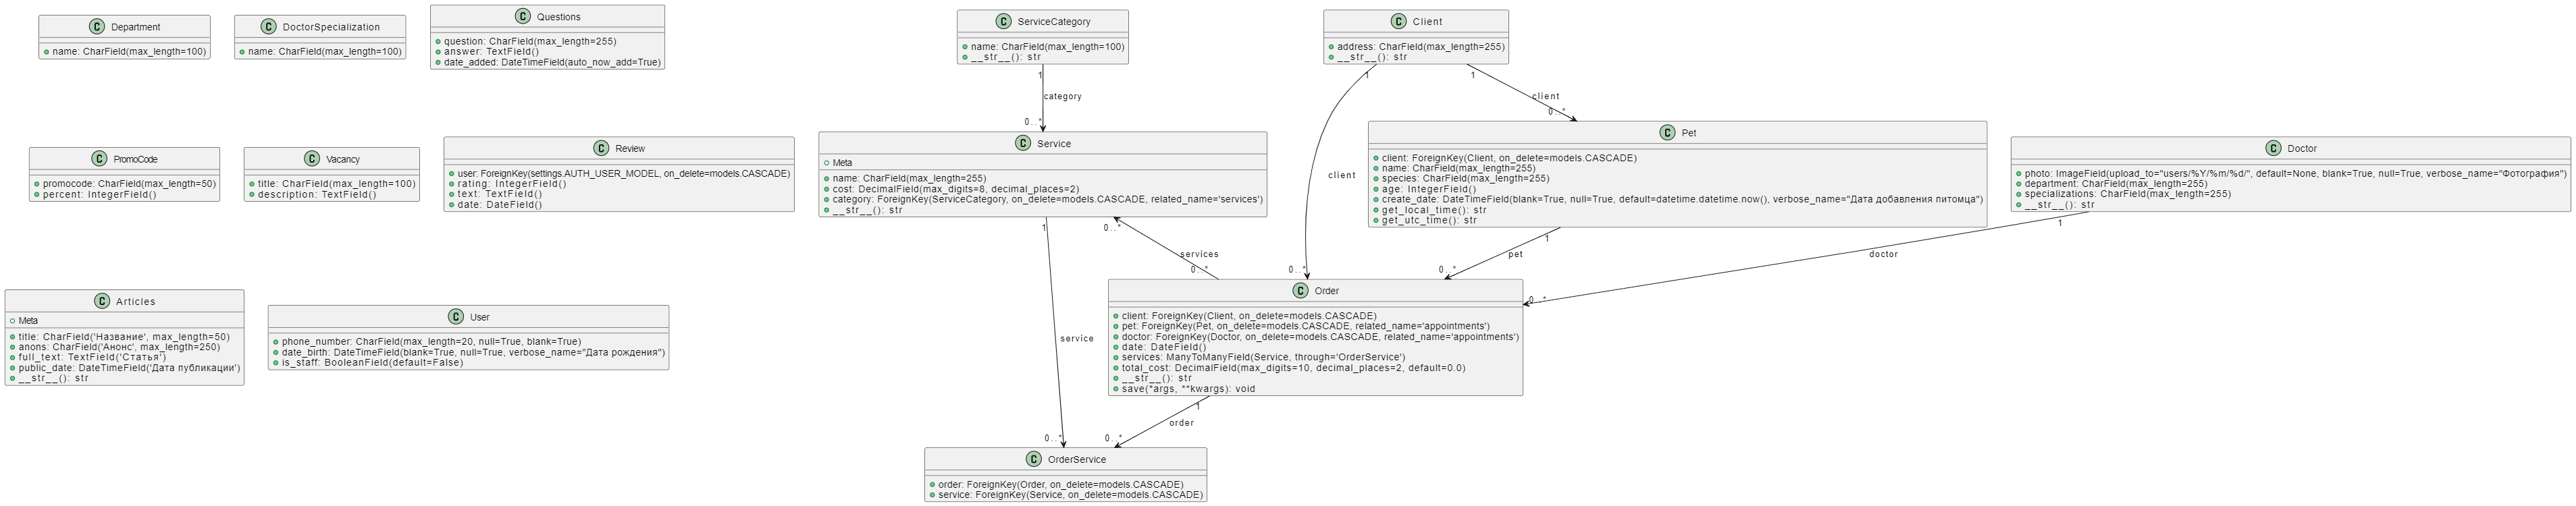 C Department
name: CharField(max_length=100)
C DoctorSpecialization
name: CharField(max_length=100)
C Questions
question: CharField(max_length=255)
answer: TextField()
date_added: DateTimeField(auto_now_add=True)
C ServiceCategory
name: CharField(max_length=100)
__str__(): str
C Client
address: CharField(max_length=255)
__str__(): str
1
category
0..*
1
client
0..*
1
client
0..*
C PromoCode
promocode: CharField(max_length=50)
percent: IntegerField()
C Vacancy
title: CharField(max_length=100)
description: TextField()
C Review
user: ForeignKey(settings.AUTH_USER_MODEL, on_delete=models.CASCADE)
rating: IntegerField()
text: TextField()
date: DateField()
C Service
Meta
name: CharField(max_length=255)
cost: DecimalField(max_digits=8, decimal_places=2)
category: ForeignKey(ServiceCategory, on_delete=models.CASCADE, related_name='services')
__str__(): str
C Pet
client: ForeignKey(Client, on_delete=models.CASCADE)
name: CharField(max_length=255)
species: CharField(max_length=255)
age: IntegerField()
create_date: DateTimeField(blank=True, null=True, default=datetime.datetime.now(), verbose_name="Дата добавления питомца")
get_local_time(): str
get_utc_time(): str
C Doctor
photo: ImageField(upload_to="users/%Y/%m/%d/", default=None, blank=True, null=True, verbose_name="Фотография")
department: CharField(max_length=255)
specializations: CharField(max_length=255)
__str__(): str
1
service
0..*
0..*
services
0..*
1
pet
0..*
1
doctor
0..*
C Articles
Meta
title: CharField('Название', max_length=50)
anons: CharField('Анонс', max_length=250)
full_text: TextField('Статья')
public_date: DateTimeField('Дата публикации')
__str__(): str
C User
phone_number: CharField(max_length=20, null=True, blank=True)
date_birth: DateTimeField(blank=True, null=True, verbose_name="Дата рождения")
is_staff: BooleanField(default=False)
C Order
client: ForeignKey(Client, on_delete=models.CASCADE)
pet: ForeignKey(Pet, on_delete=models.CASCADE, related_name='appointments')
doctor: ForeignKey(Doctor, on_delete=models.CASCADE, related_name='appointments')
date: DateField()
services: ManyToManyField(Service, through='OrderService')
total_cost: DecimalField(max_digits=10, decimal_places=2, default=0.0)
__str__(): str
save(*args, **kwargs): void
1
order
0..*
C OrderService
order: ForeignKey(Order, on_delete=models.CASCADE)
service: ForeignKey(Service, on_delete=models.CASCADE)